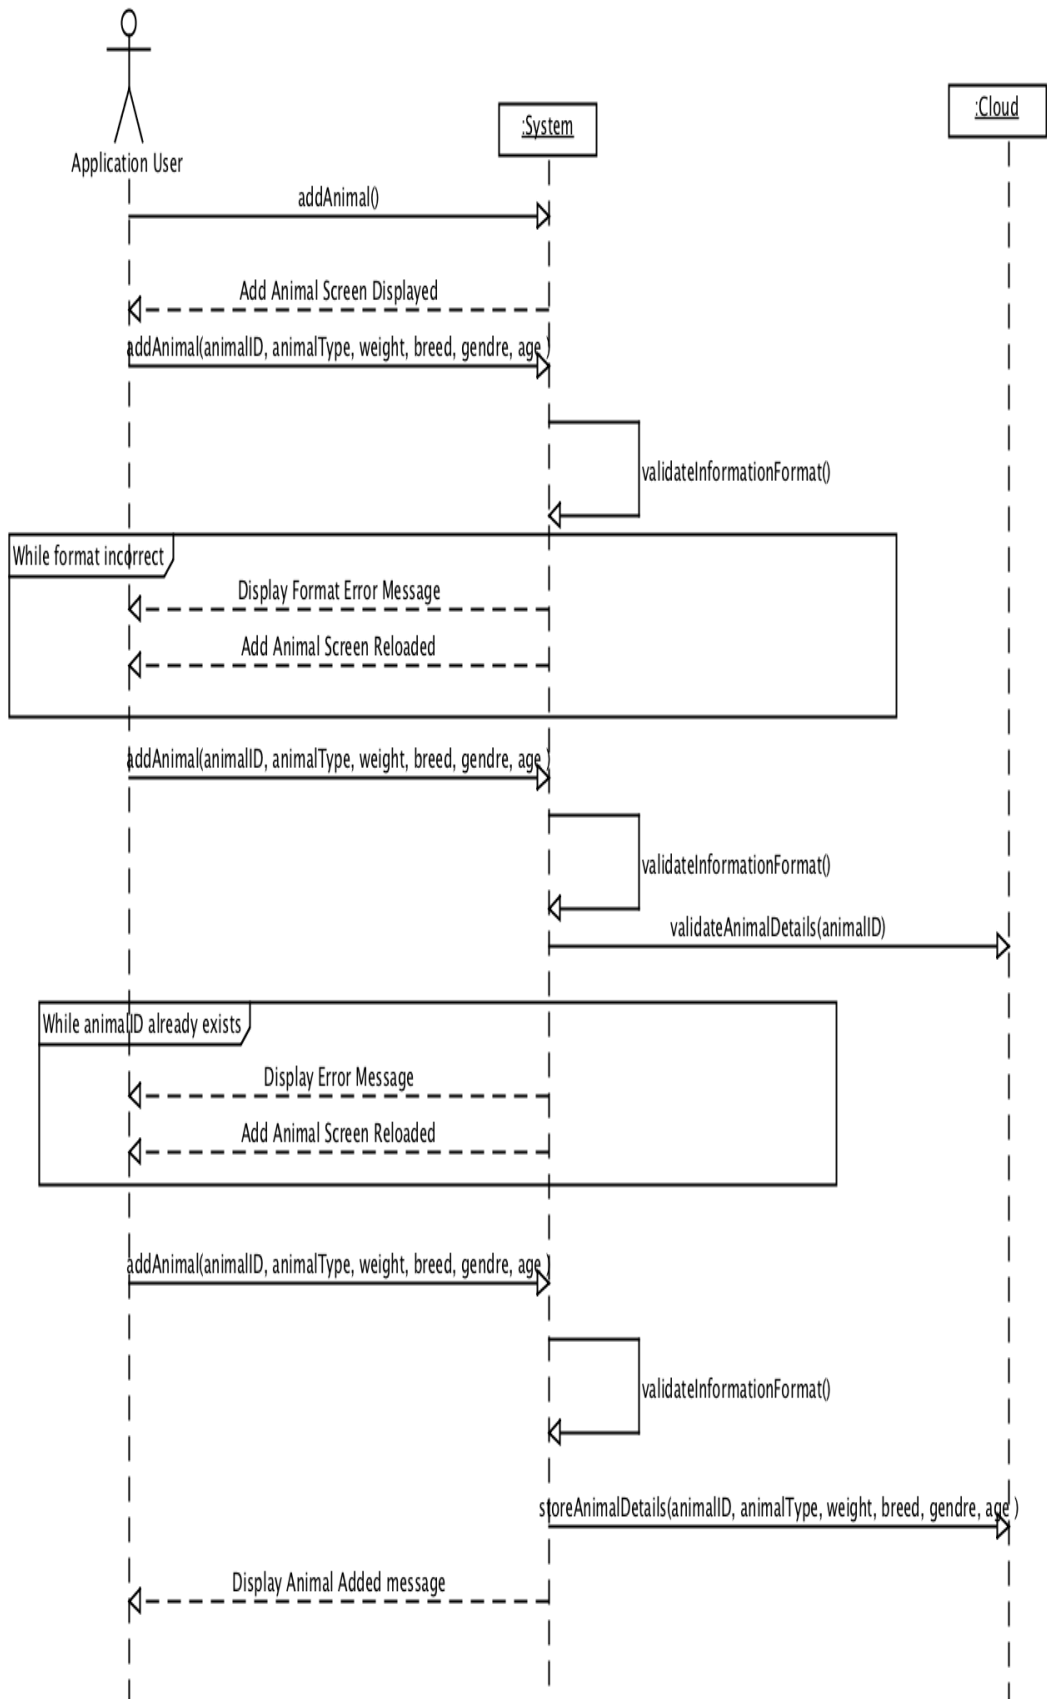 :Cloud
:System
Application User
addAnimal()
Add Animal Screen Displayed
addAnimal(animalID, animalType, weight, breed, gendre, age )
validateInformationFormat()
While format incorrect
Display Format Error Message
Add Animal Screen Reloaded
addAnimal(animalID, animalType, weight, breed, gendre, age )
validateInformationFormat()
validateAnimalDetails(animalID)
While animalID already exists
Display Error Message
Add Animal Screen Reloaded
addAnimal(animalID, animalType, weight, breed, gendre, age )
validateInformationFormat()
storeAnimalDetails(animalID, animalType, weight, breed, gendre, age )
Display Animal Added message